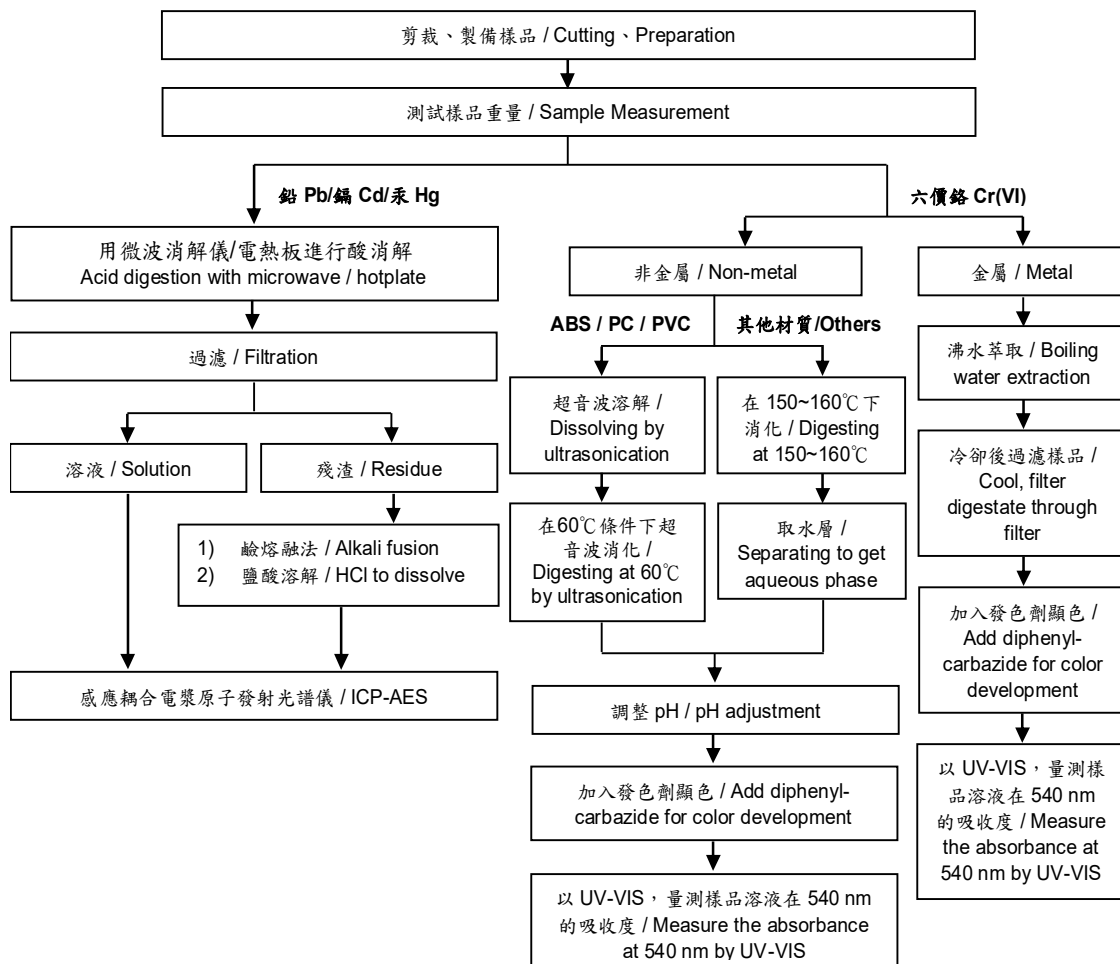 剪裁、製備樣品 / Cutting、Preparation
測試樣品重量 / Sample Measurement
鉛 Pb/鎘 Cd/汞 Hg
六價鉻 Cr(VI)
用微波消解儀/電熱板進行酸消解
Acid digestion with microwave / hotplate
非金屬 / Non-metal
金屬 / Metal
ABS / PC / PVC
其他材質/Others
過濾 / Filtration
沸水萃取 / Boiling
water extraction
超音波溶解 /
Dissolving by
ultrasonication
在 150~160℃下
消化 / Digesting
at 150~160℃
溶液 / Solution
殘渣 / Residue
冷卻後過濾樣品 /
Cool, filter
digestate through
filter
1) 鹼熔融法 / Alkali fusion
2) 鹽酸溶解 / HCl to dissolve
在60℃條件下超
音波消化 /
Digesting at 60℃
by ultrasonication
取水層 /
Separating to get
aqueous phase
加入發色劑顯色 /
Add diphenyl-
carbazide for color
development
感應耦合電漿原子發射光譜儀 / ICP-AES
調整 pH / pH adjustment
加入發色劑顯色 / Add diphenyl-
carbazide for color development
以 UV-VIS，量測樣
品溶液在 540 nm
的吸收度 / Measure
the absorbance at
540 nm by UV-VIS
以 UV-VIS，量測樣品溶液在 540 nm
的吸收度 / Measure the absorbance
at 540 nm by UV-VIS